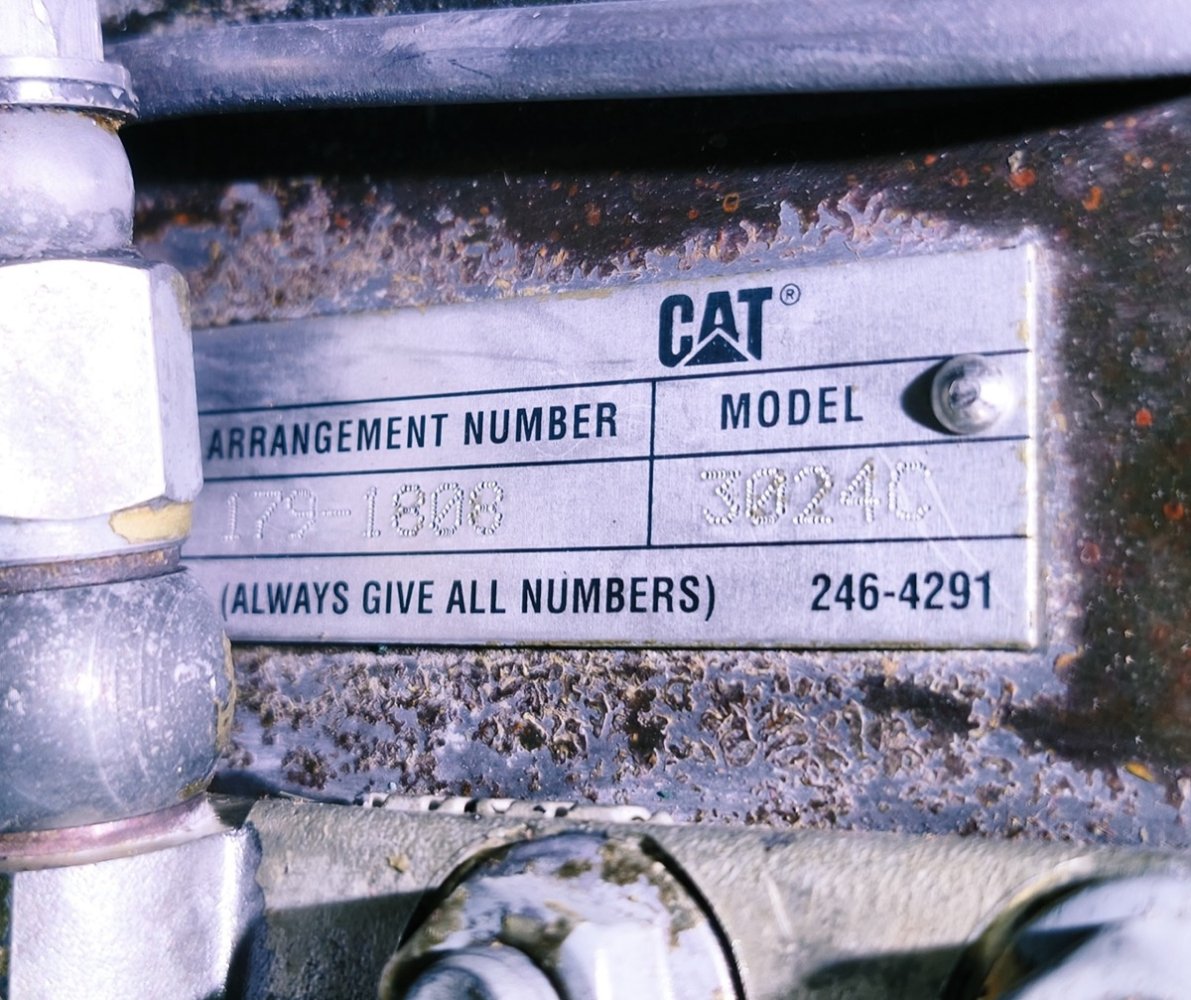 CAT®
ARRANGEMENT NUMBER MODEL
179-1808 3024C
(ALWAYS GIVE ALL NUMBERS) 246-4291